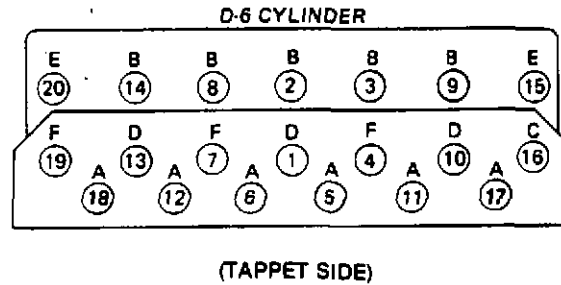 D-6 CYLINDER
E B B B B B E
20 14 8 2 3 9 15
F D F D F D C
19 13 7 1 4 10 16
A A A A A A
18 12 6 5 11 17
(TAPPET SIDE)